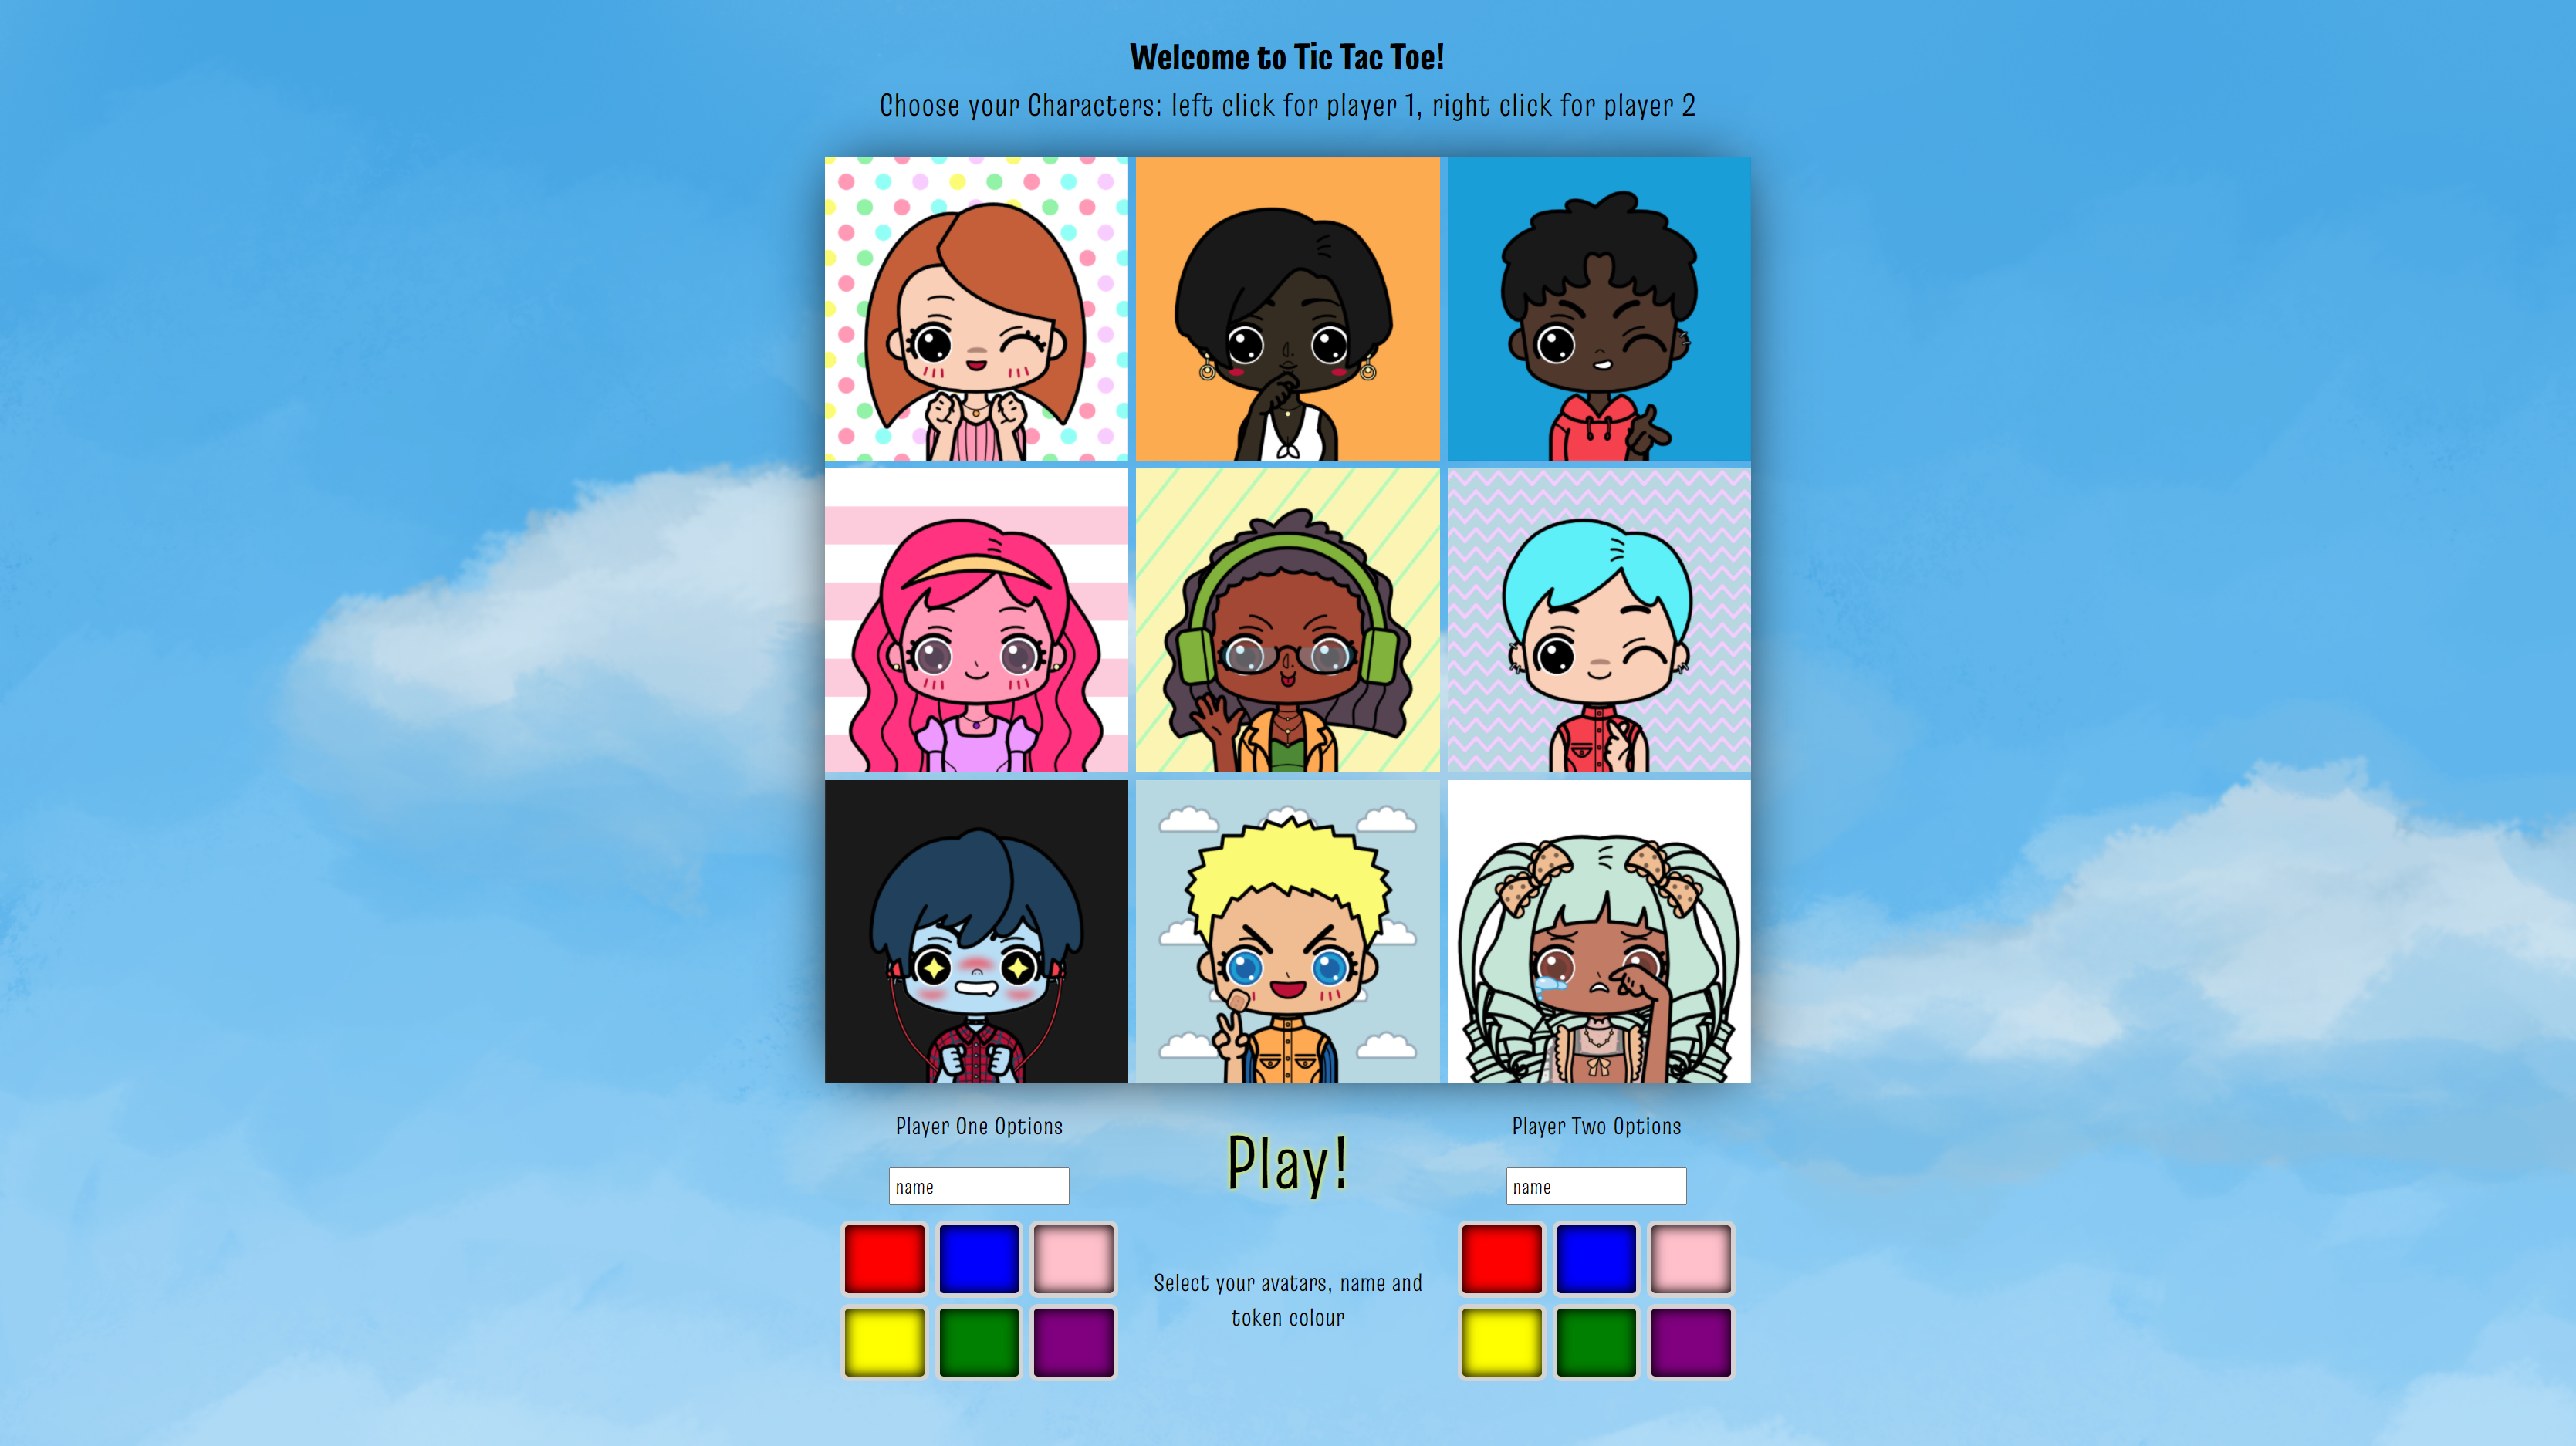 Welcome to Tic Tac Toe!
Choose your Characters: left click for player 1, right click for player 2
Player One Options
Play!
Player Two Options
name
name
Select your avatars, name and
token colour